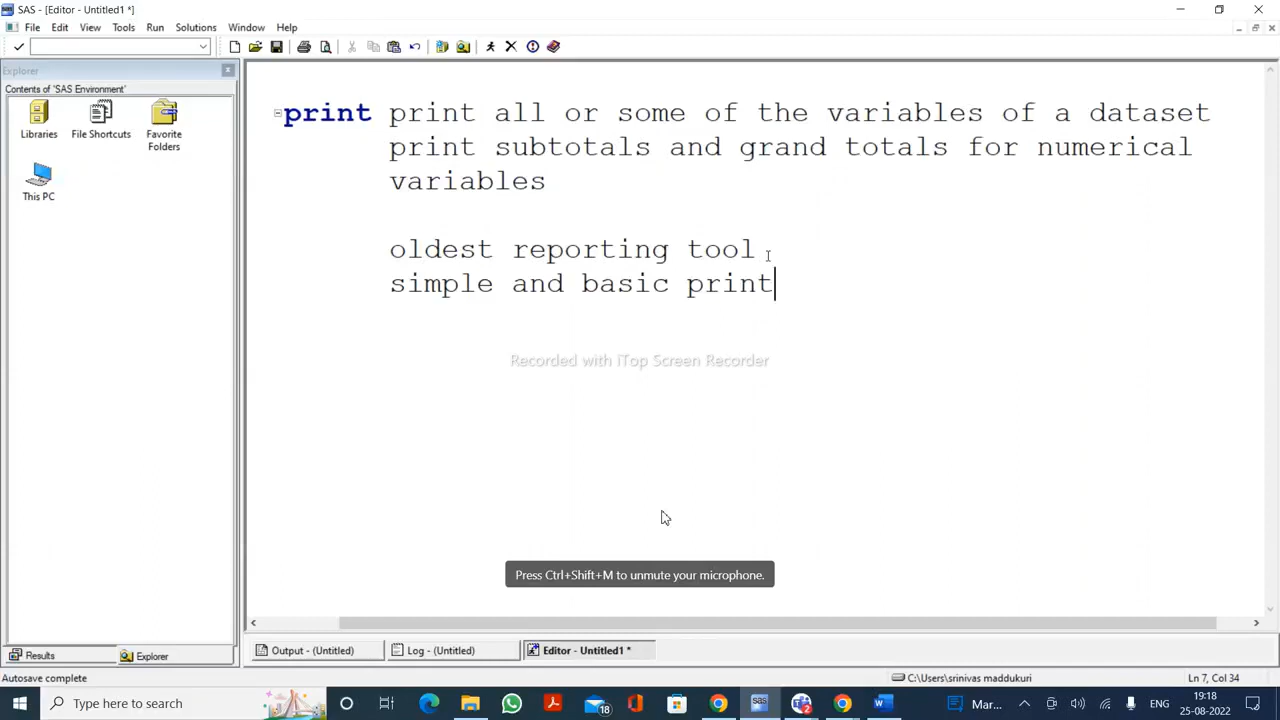 SAS - [Editor - Untitled1 *]
File Edit View Tools Run Solutions Window Help
Explorer
Contents of 'SAS Environment'
Libraries File Shortcuts Favorite Folders
This PC
print print all or some of the variables of a dataset
print subtotals and grand totals for numerical
variables
oldest reporting tool
simple and basic print
Recorded with iTop Screen Recorder
Press Ctrl+Shift+M to unmute your microphone.
Results Explorer
Output - (Untitled) Log - (Untitled) Editor - Untitled1 *
Autosave complete C:\Users\srinivas maddukuri Ln 7, Col 34
Type here to search 18 SAS 2 Mar... ENG 19:18
25-08-2022